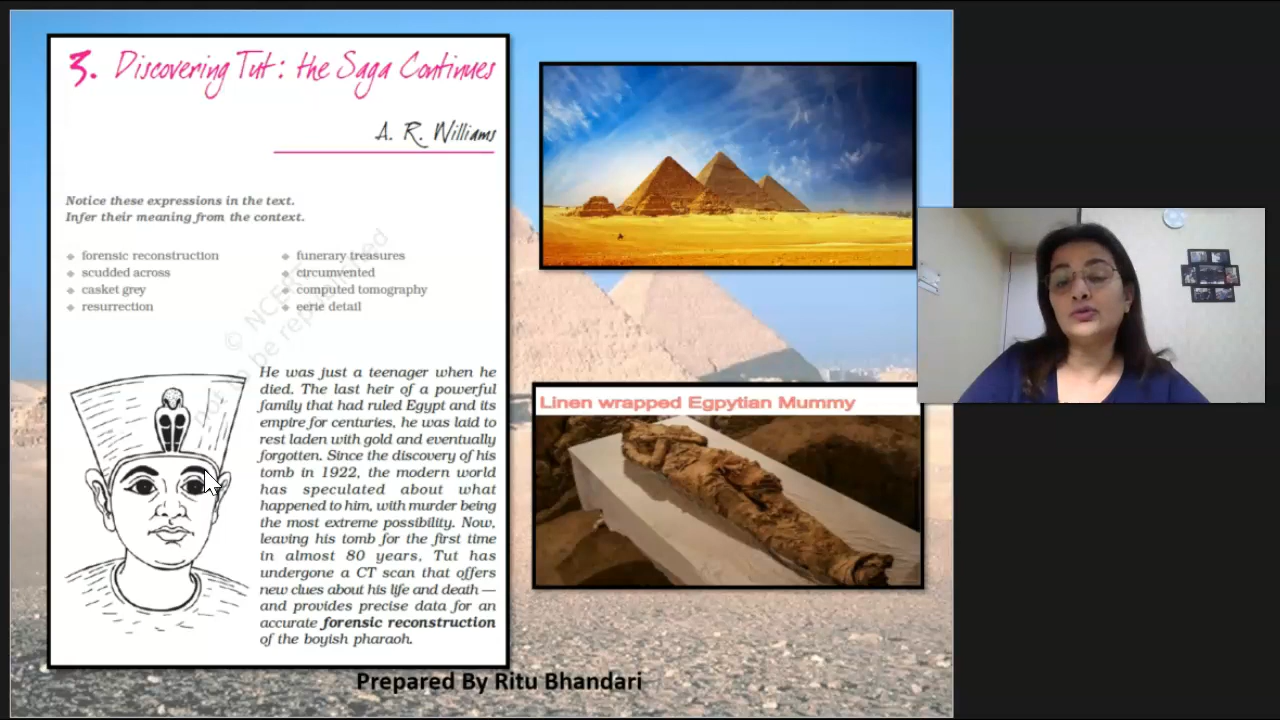 3. Discovering Tut: the Saga Continues
A. R. Williams
Notice these expressions in the text.
Infer their meaning from the context.
❖ forensic reconstruction
❖ scudded across
❖ casket grey
❖ resurrection
❖ funerary treasures
❖ circumvented
❖ computed tomography
❖ eerie detail
He was just a teenager when he
died. The last heir of a powerful
family that had ruled Egypt and its
empire for centuries, he was laid to
rest laden with gold and eventually
forgotten. Since the discovery of his
tomb in 1922, the modern world
has speculated about what
happened to him, with murder being
the most extreme possibility. Now,
leaving his tomb for the first time
in almost 80 years, Tut has
undergone a CT scan that offers
new clues about his life and death —
and provides precise data for an
accurate forensic reconstruction
of the boyish pharaoh.
Linen wrapped Egpytian Mummy
Prepared By Ritu Bhandari